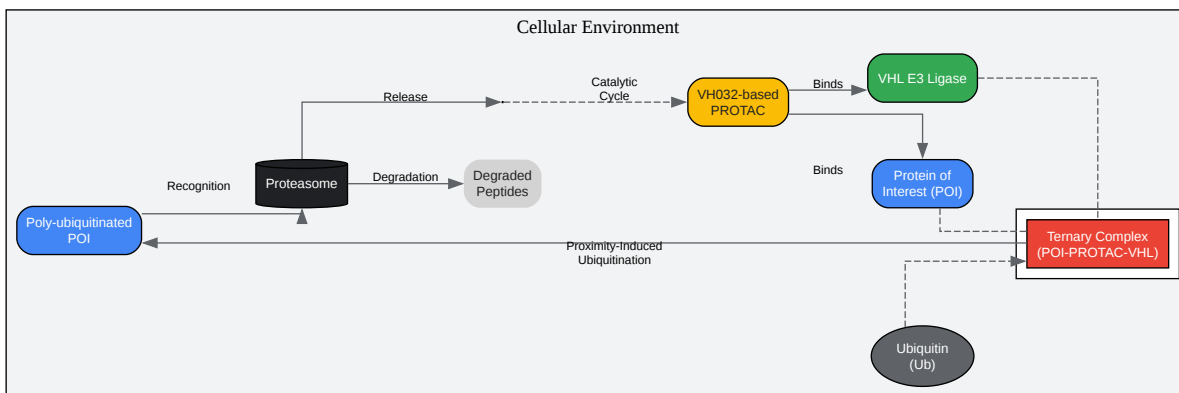 Cellular Environment
Release
Catalytic
Cycle
VH032-based
PROTAC
Binds
VHL E3 Ligase
Recognition
Proteasome
Degradation
Degraded
Peptides
Binds
Protein of
Interest (POI)
Poly-ubiquitinated
POI
Proximity-Induced
Ubiquitination
Ternary Complex
(POI-PROTAC-VHL)
Ubiquitin
(Ub)